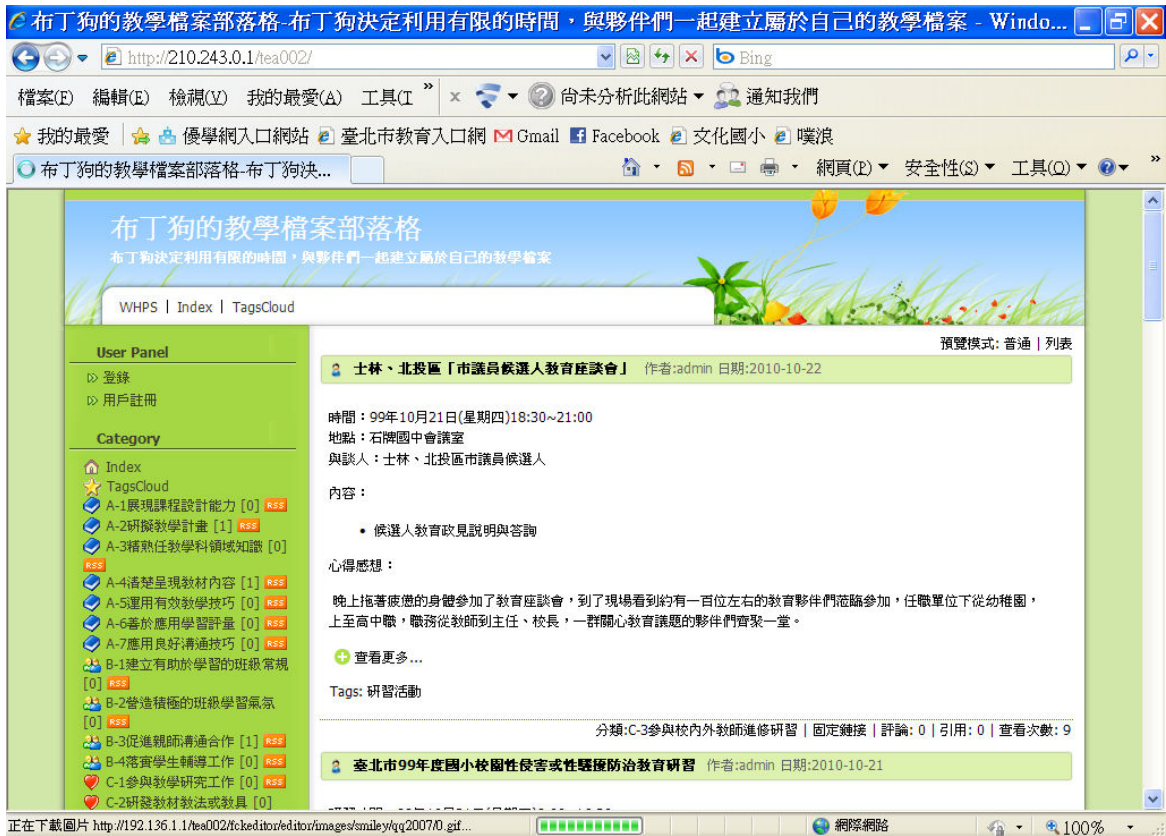 布丁狗的教學檔案部落格-布丁狗決定利用有限的時間，與夥伴們一起建立屬於自己的教學檔案 - Windo...
http://210.243.0.1/tea002/
Bing
檔案(F) 編輯(E) 檢視(V) 我的最愛(A) 工具(T » × 尚未分析此網站 通知我們
我的最愛 優學網入口網站 臺北市教育入口網 Gmail Facebook 文化國小 噗浪
布丁狗的教學檔案部落格-布丁狗決... 網頁(P) 安全性(S) 工具(O) »
布丁狗的教學檔案部落格
布丁狗決定利用有限的時間，與夥伴們一起建立屬於自己的教學檔案
WHPS | Index | TagsCloud
預覽模式: 普通 | 列表
User Panel
登錄
用戶註冊
Category
Index
TagsCloud
A-1展現課程設計能力 [0] RSS
A-2研擬教學計畫 [1] RSS
A-3精熟任教學科領域知識 [0]
RSS
A-4清楚呈現教材內容 [1] RSS
A-5運用有效教學技巧 [0] RSS
A-6善於應用學習評量 [0] RSS
A-7應用良好溝通技巧 [0] RSS
B-1建立有助於學習的班級常規
[0] RSS
B-2營造積極的班級學習氣氛
[0] RSS
B-3促進親師溝通合作 [1] RSS
B-4落實學生輔導工作 [0] RSS
C-1參與教學研究工作 [0] RSS
C-2研發教材教法或教具 [0]
士林、北投區「市議員候選人教育座談會」 作者:admin 日期:2010-10-22
時間：99年10月21日(星期四)18:30~21:00
地點：石牌國中會議室
與談人：士林、北投區市議員候選人
內容：
• 候選人教育政見說明與答詢
心得感想：
晚上拖著疲憊的身體參加了教育座談會，到了現場看到約有一百位左右的教育夥伴們蒞臨參加，任職單位下從幼稚園，
上至高中職，職務從教師到主任、校長，一群關心教育議題的夥伴們齊聚一堂。
查看更多...
Tags: 研習活動
分類:C-3參與校內外教師進修研習 | 固定鏈接 | 評論: 0 | 引用: 0 | 查看次數: 9
臺北市99年度國小校園性侵害或性騷擾防治教育研習 作者:admin 日期:2010-10-21
正在下載圖片 http://192.136.1.1/tea002/fckeditor/editor/images/smiley/qq2007/0.gif... 網際網路 100%